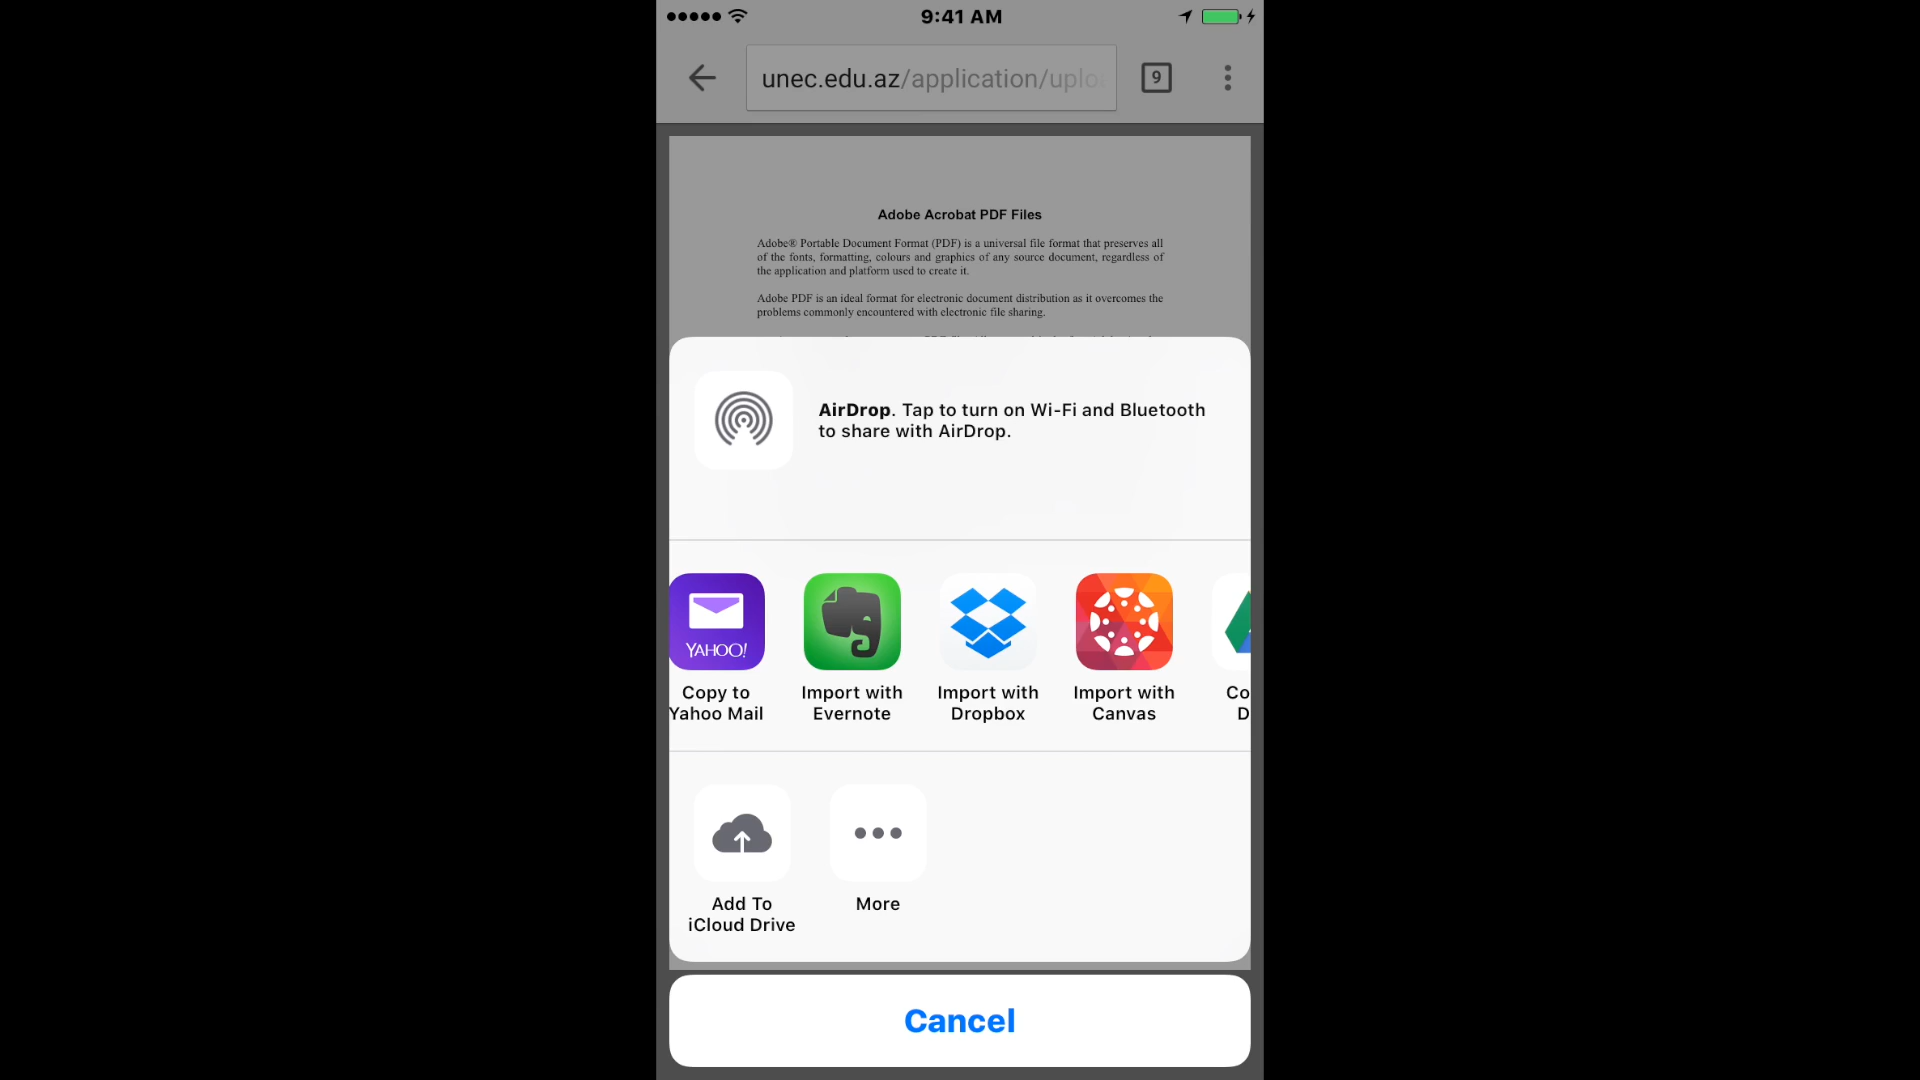 9:41 AM
unec.edu.az/application/uplo
9
Adobe Acrobat PDF Files
Adobe® Portable Document Format (PDF) is a universal file format that preserves all
of the fonts, formatting, colours and graphics of any source document, regardless of
the application and platform used to create it.
Adobe PDF is an ideal format for electronic document distribution as it overcomes the
problems commonly encountered with electronic file sharing.
AirDrop. Tap to turn on Wi-Fi and Bluetooth
to share with AirDrop.
YAHOO!
Copy to
Yahoo Mail
Import with
Evernote
Import with
Dropbox
Import with
Canvas
Co
D
Add To
iCloud Drive
More
Cancel